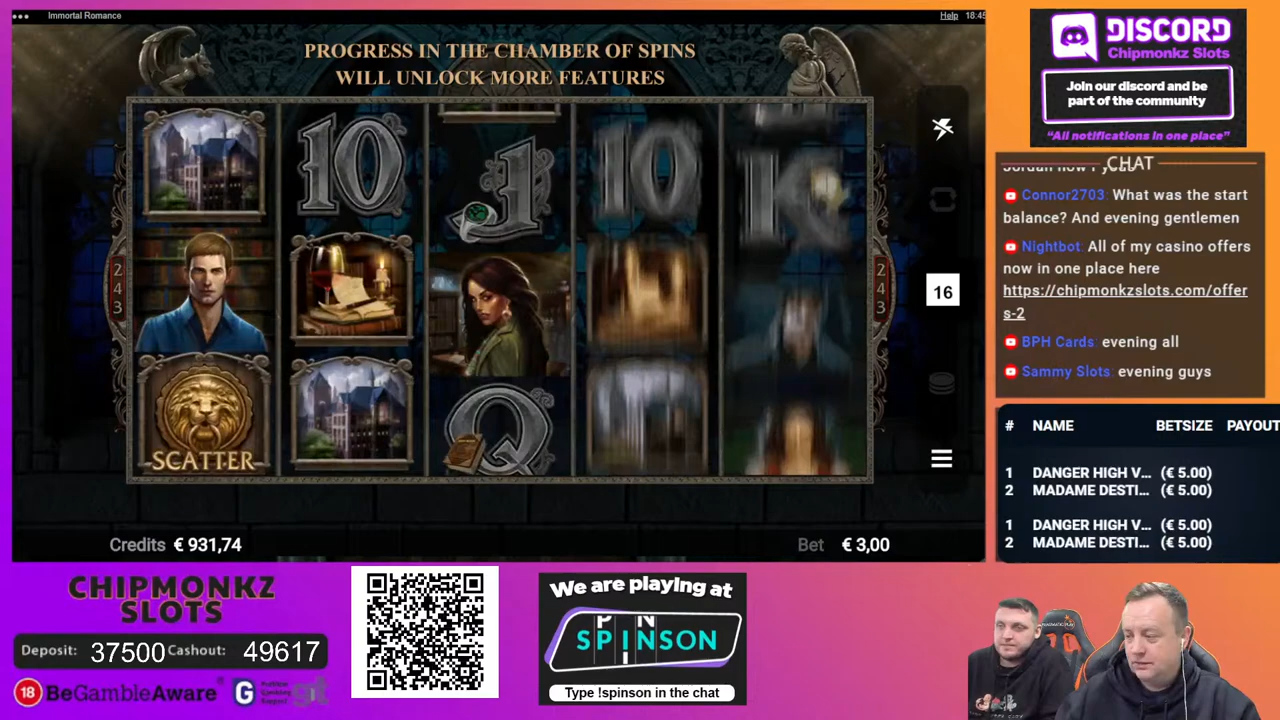 Immortal Romance
Help 18:45
PROGRESS IN THE CHAMBER OF SPINS
WILL UNLOCK MORE FEATURES
10
J
10
K
243
243
16
Q
SCATTER
Credits € 931,74
Bet € 3,00
DISCORD
Chipmonkz Slots
Join our discord and be
part of the community
"All notifications in one place"
CHAT
Connor2703: What was the start
balance? And evening gentlemen
Nightbot: All of my casino offers
now in one place here
https://chipmonkzslots.com/offer
s-2
BPH Cards: evening all
Sammy Slots: evening guys
# NAME BETSIZE PAYOUT
1 DANGER HIGH V... (€ 5.00)
2 MADAME DESTI... (€ 5.00)
1 DANGER HIGH V... (€ 5.00)
2 MADAME DESTI... (€ 5.00)
CHIPMONKZ
SLOTS
Deposit: 37500 Cashout: 49617
18 BeGambleAware
We are playing at
SPINSON
Type !spinson in the chat